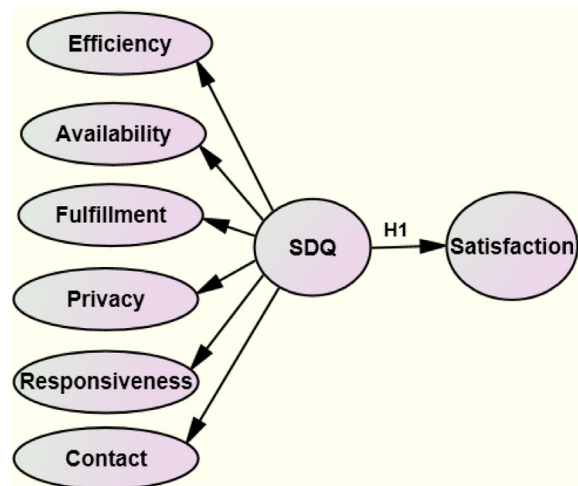 Efficiency
Availability
Fulfillment
Privacy
Responsiveness
Contact
SDQ
H1
Satisfaction